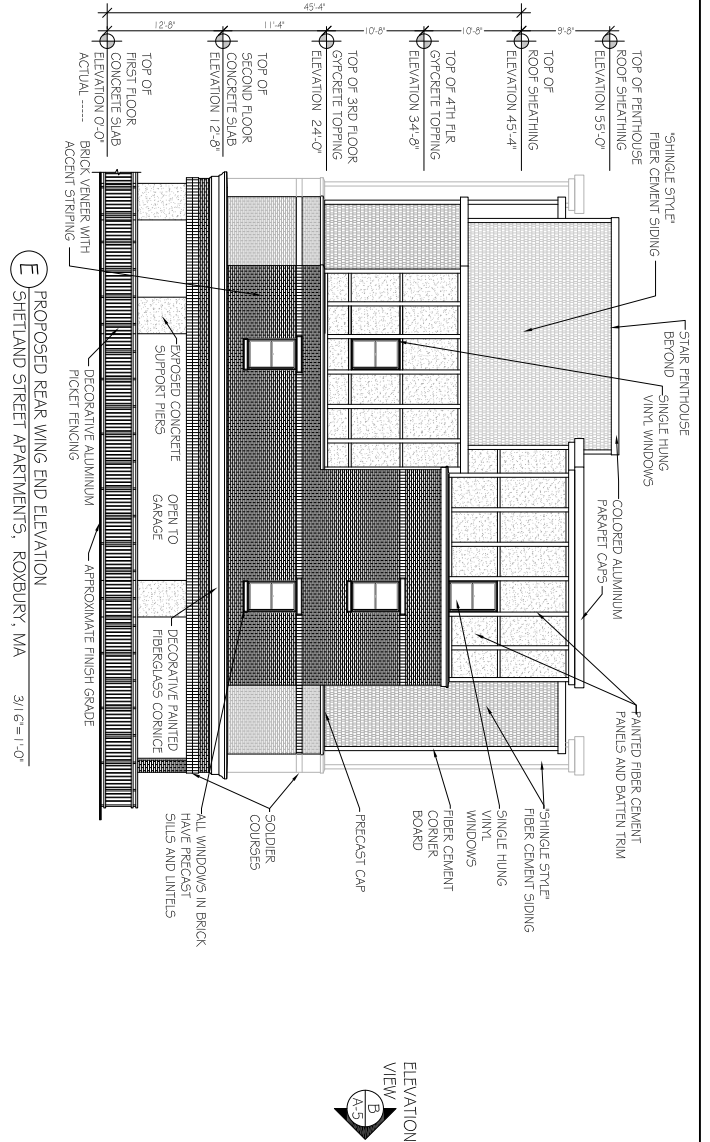 45'-4"
12'-8"
11'-4"
10'-8"
10'-8"
9'-8"
TOP OF PENTHOUSE
ROOF SHEATHING
ELEVATION 55'-0"
TOP OF
ROOF SHEATHING
ELEVATION 45'-4"
TOP OF 4TH FLR
GYPCRETE TOPPING
ELEVATION 34'-8"
TOP OF 3RD FLOOR
GYPCRETE TOPPING
ELEVATION 24'-0"
TOP OF
SECOND FLOOR
CONCRETE SLAB
ELEVATION 12'-8"
TOP OF
FIRST FLOOR
CONCRETE SLAB
ELEVATION 0'-0"
ACTUAL -----
"SHINGLE STYLE"
FIBER CEMENT SIDING
STAIR PENTHOUSE
BEYOND
SINGLE HUNG
VINYL WINDOWS
COLORED ALUMINUM
PARAPET CAPS
PAINTED FIBER CEMENT
PANELS AND BATTEN TRIM
"SHINGLE STYLE"
FIBER CEMENT SIDING
SINGLE HUNG
VINYL
WINDOWS
FIBER CEMENT
CORNER
BOARD
PRECAST CAP
SOLDIER
COURSES
ALL WINDOWS IN BRICK
HAVE PRECAST
SILLS AND LINTELS
BRICK VENEER WITH
ACCENT STRIPING
EXPOSED CONCRETE
SUPPORT PIERS
OPEN TO
GARAGE
DECORATIVE PAINTED
FIBERGLASS CORNICE
DECORATIVE ALUMINUM
PICKET FENCING
APPROXIMATE FINISH GRADE
E
PROPOSED REAR WING END ELEVATION
SHETLAND STREET APARTMENTS, ROXBURY, MA 3/16"=1'-0"
ELEVATION
VIEW
B
A-5